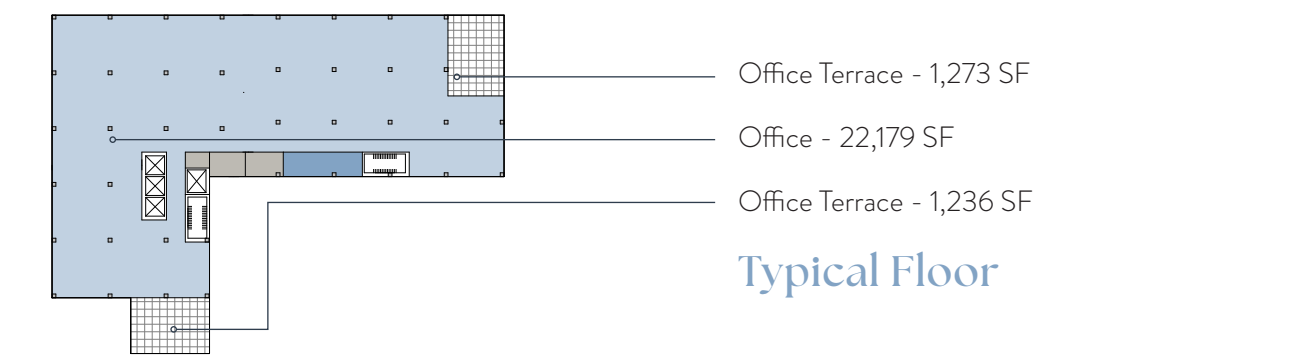 Office Terrace - 1,273 SF
Office - 22,179 SF
Office Terrace - 1,236 SF
Typical Floor